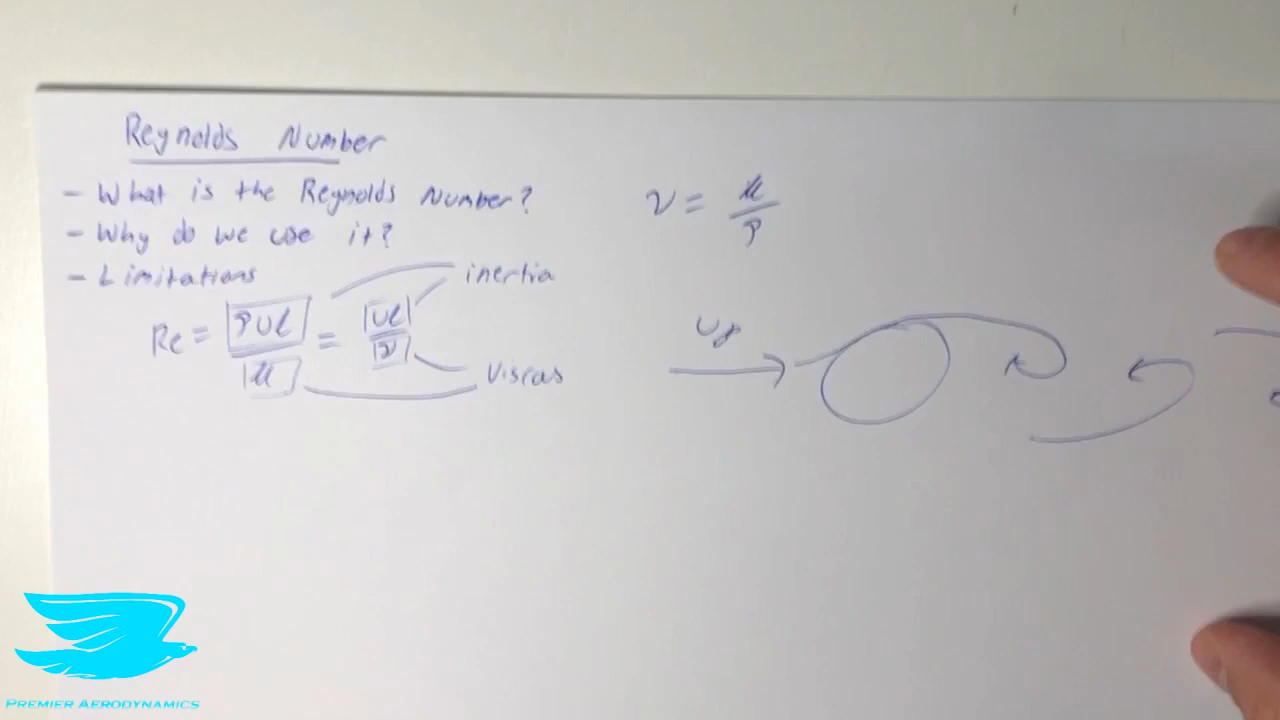 Reynolds Number
- What is the Reynolds Number?
- Why do we use it?
- Limitations
inertia
Re = ρUl / μ = Ul / ν
Viscous
ν = μ / ρ
U∞
PREMIER AERODYNAMICS